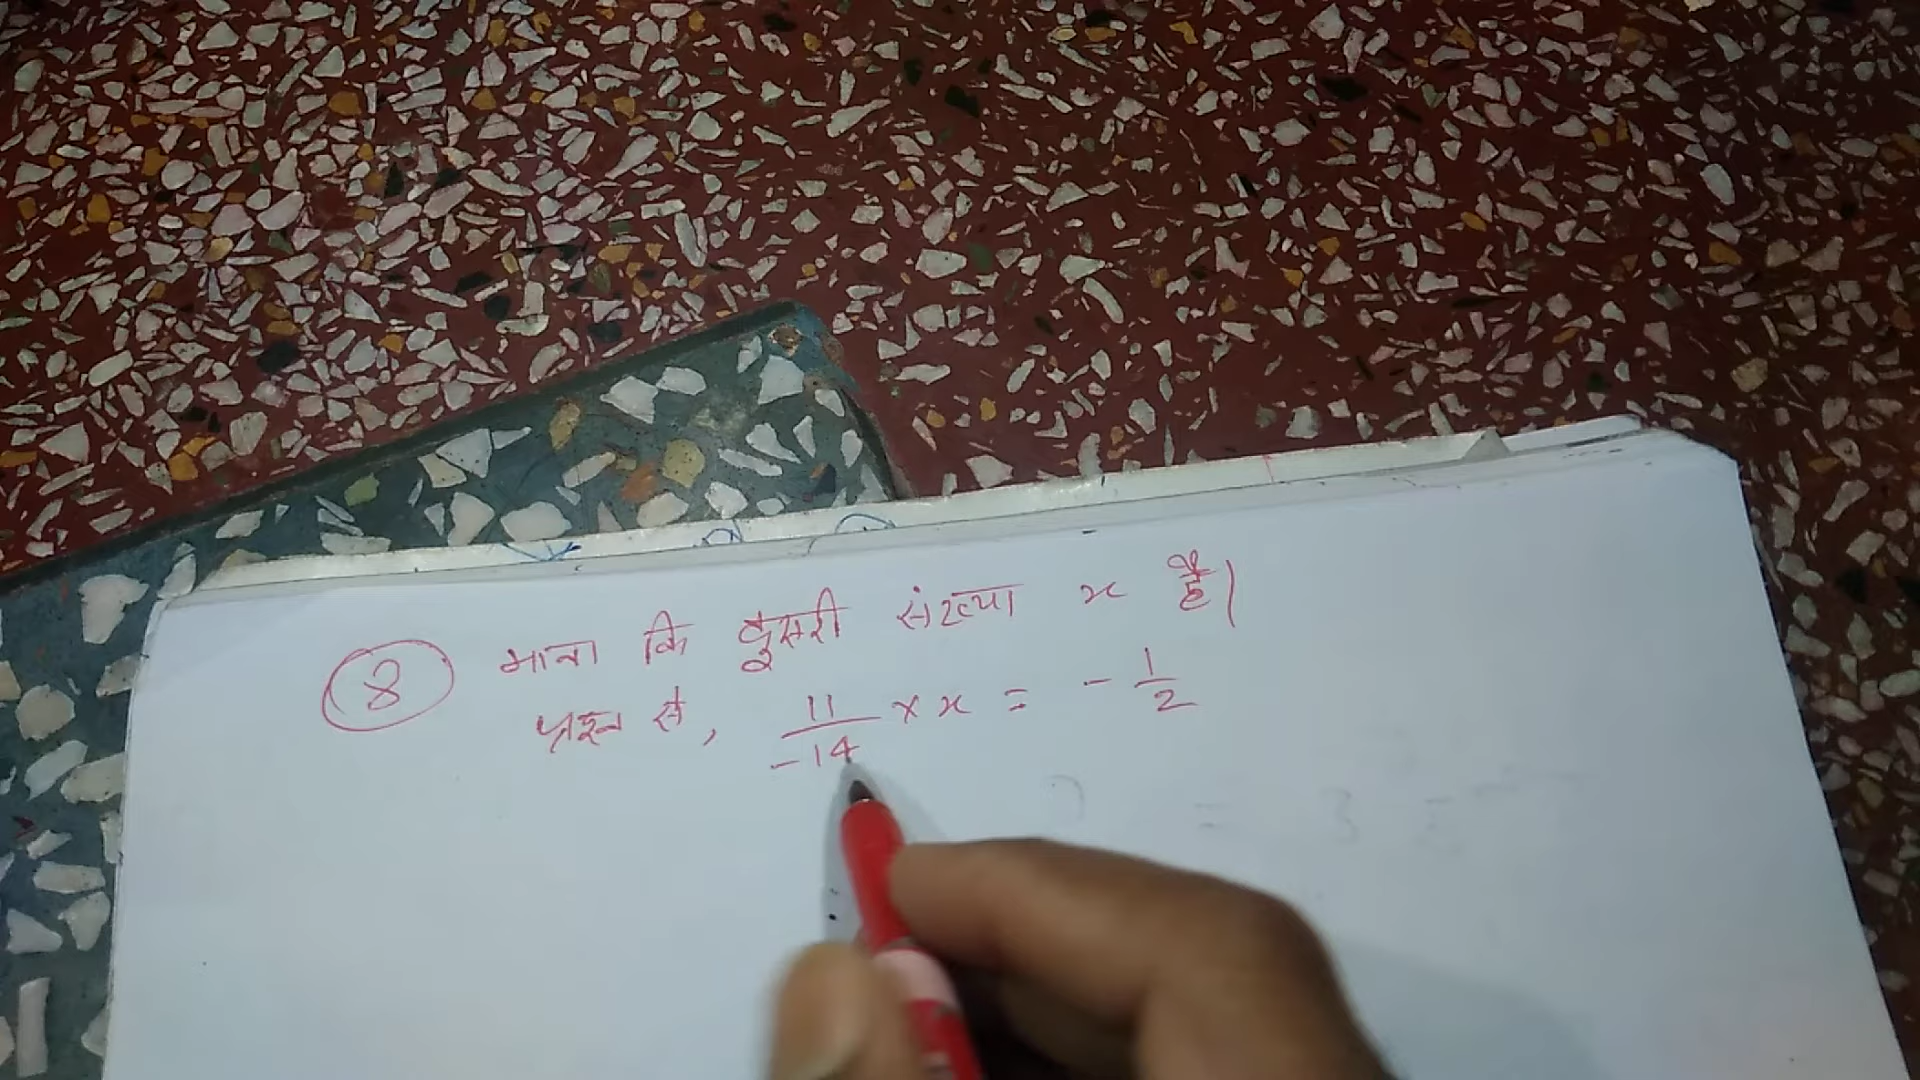 8 माना कि दूसरी संख्या x है।
प्रश्न से, 11/-14 × x = - 1/2